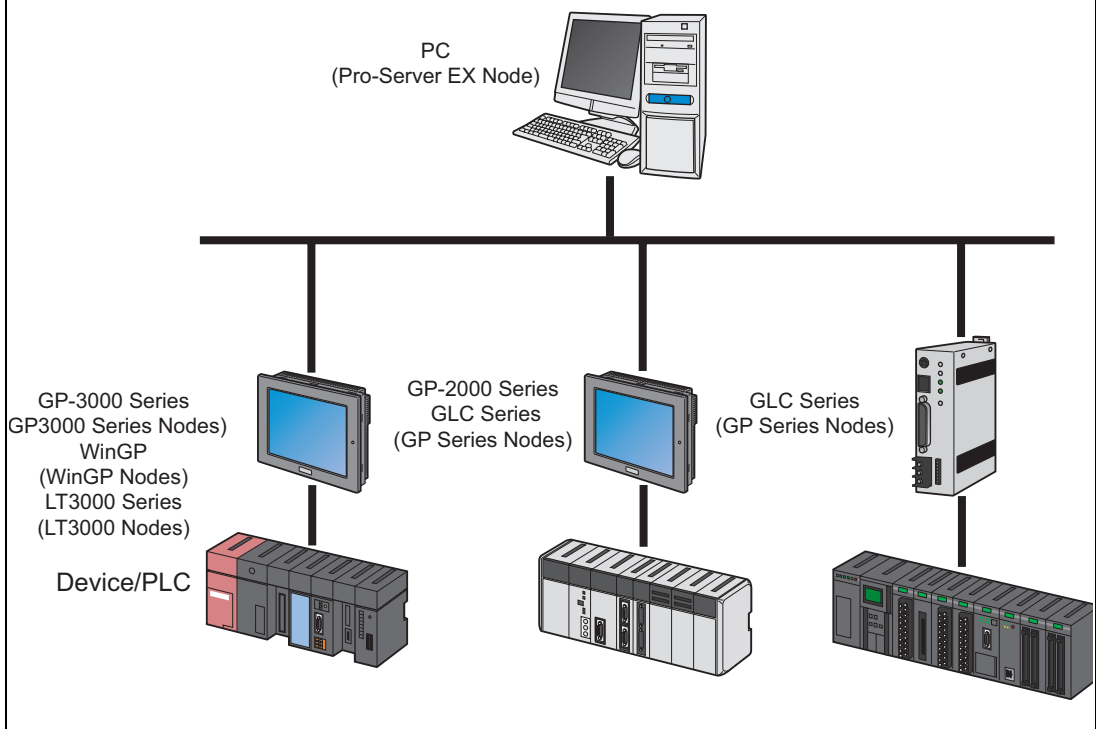 PC
(Pro-Server EX Node)
GP-3000 Series
GP3000 Series Nodes)
WinGP
(WinGP Nodes)
LT3000 Series
(LT3000 Nodes)
GP-2000 Series
GLC Series
(GP Series Nodes)
GLC Series
(GP Series Nodes)
Device/PLC